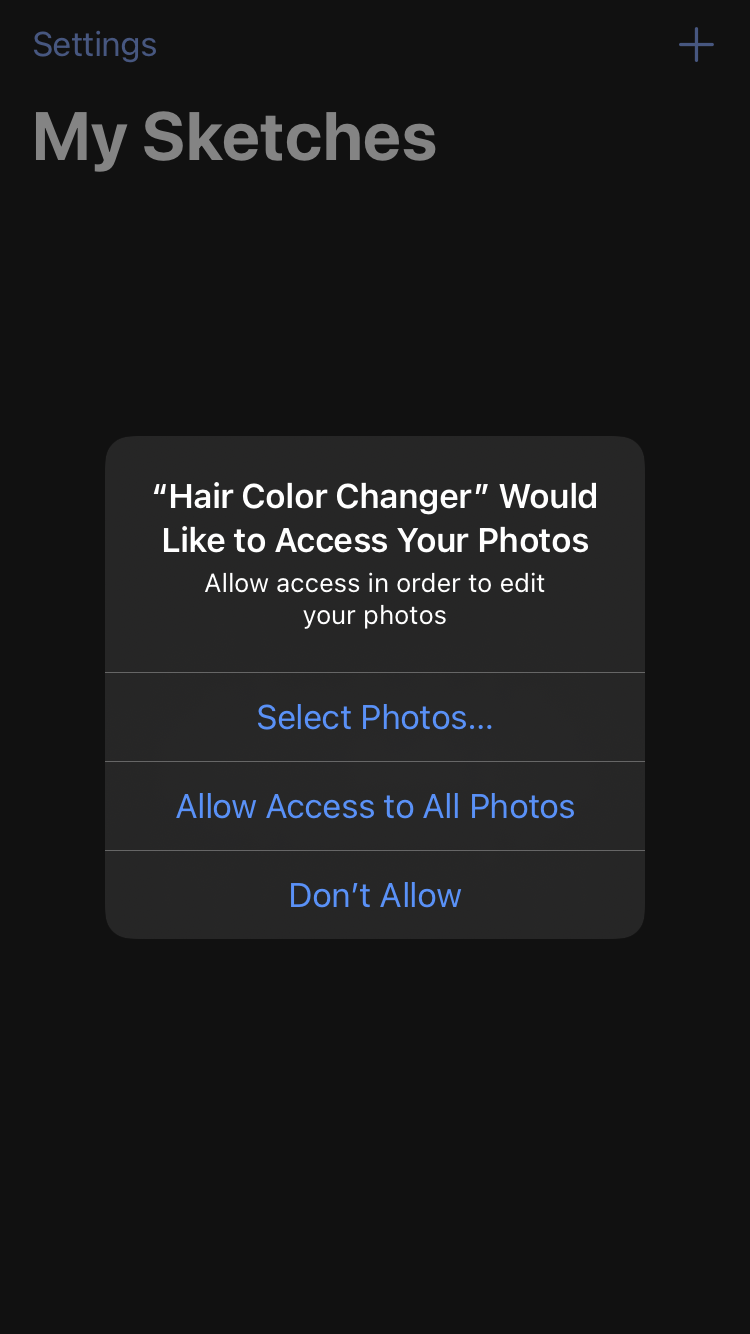 Settings
My Sketches
“Hair Color Changer” Would
Like to Access Your Photos
Allow access in order to edit
your photos
Select Photos...
Allow Access to All Photos
Don’t Allow